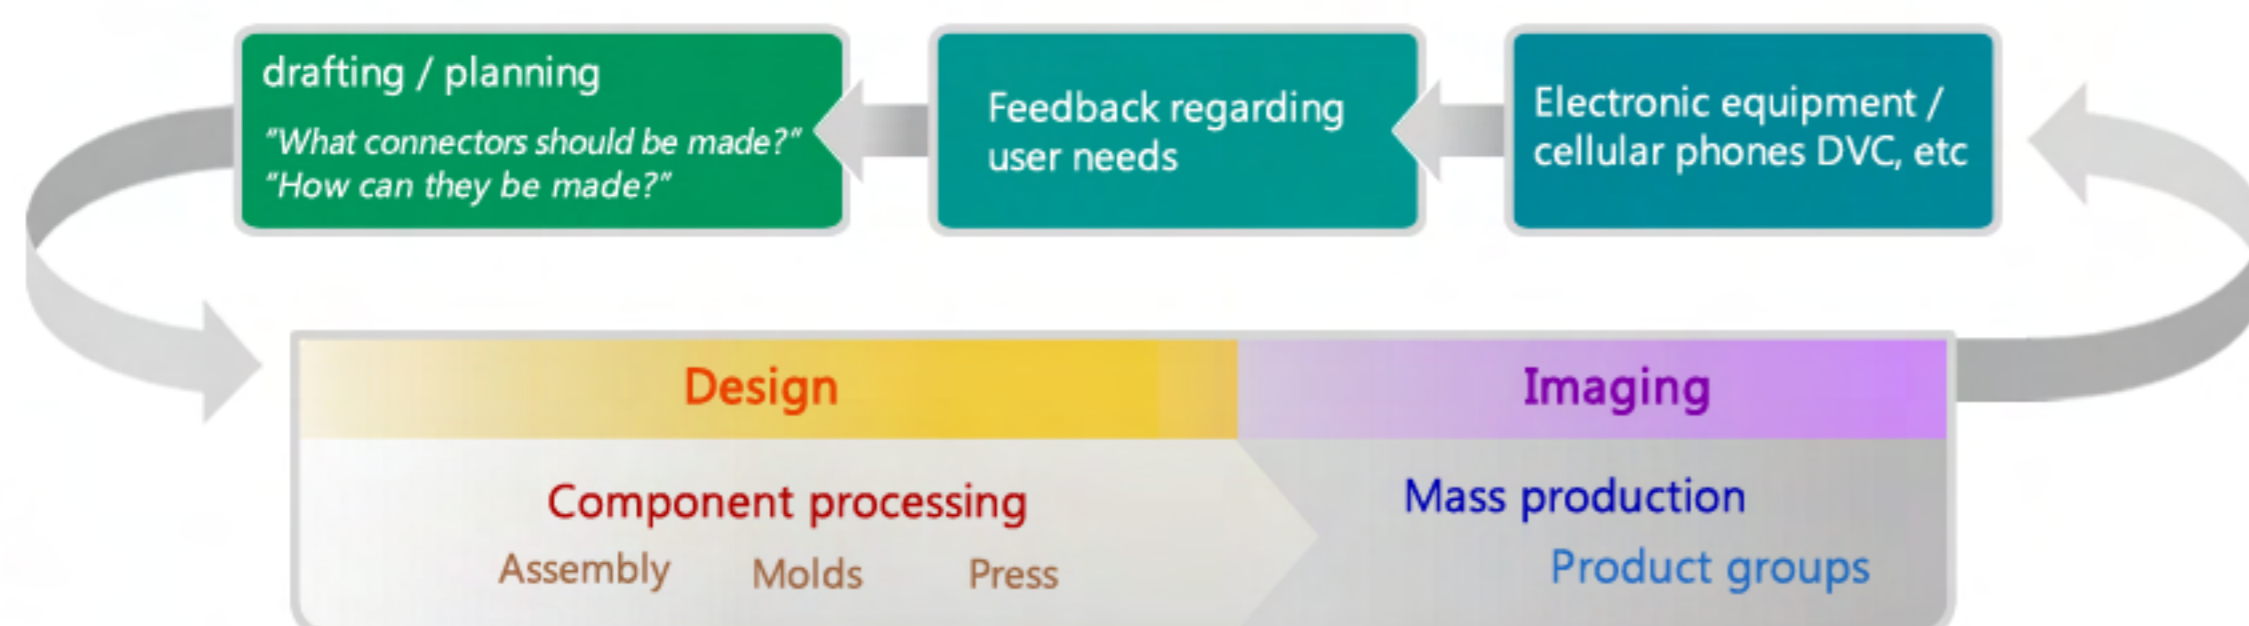 drafting / planning
"What connectors should be made?"
"How can they be made?"
Feedback regarding
user needs
Electronic equipment /
cellular phones DVC, etc
Design
Imaging
Component processing
Mass production
Assembly Molds Press
Product groups